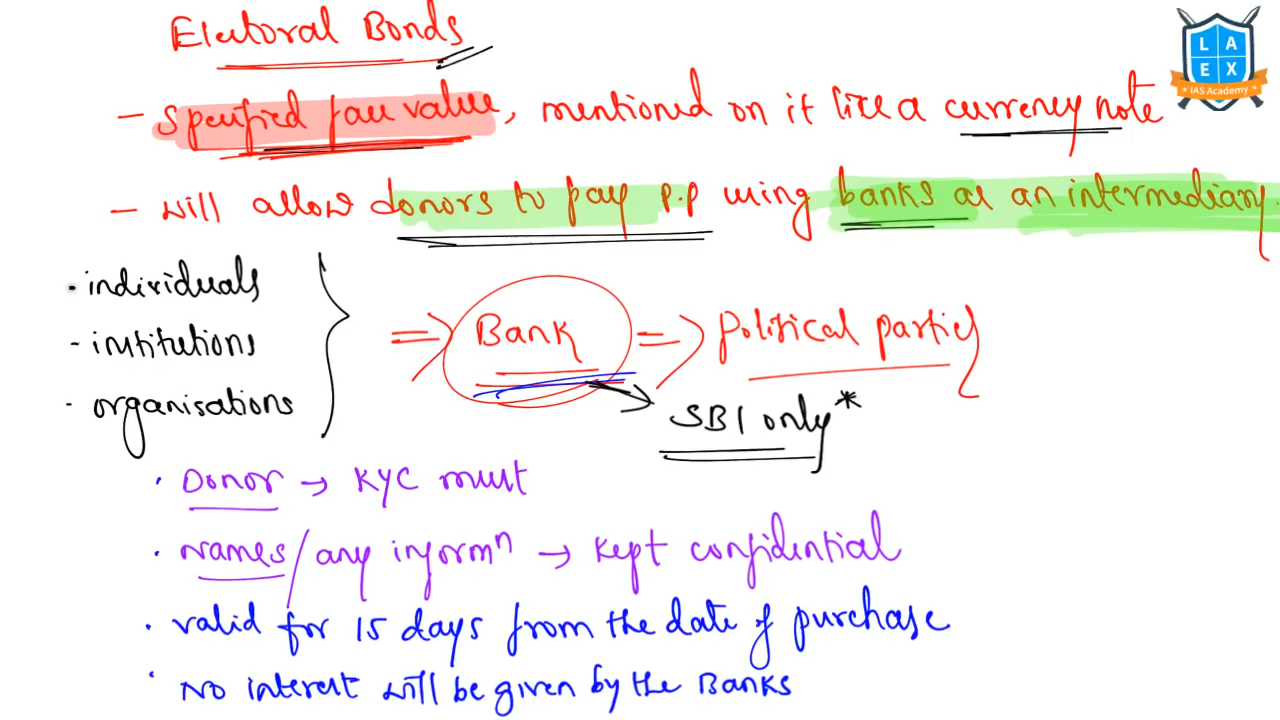 Electoral Bonds
- Specified face value, mentioned on it like a currency note
- will allow donors to pay p.p using banks as an intermediary.
· individuals
- institutions
- organisations
=> Bank => Political parties
SBI only*
· Donor → KYC must
· Names / any informⁿ → Kept confidential
· valid for 15 days from the date of purchase
· No interest will be given by the Banks
L A
E X
IAS Academy